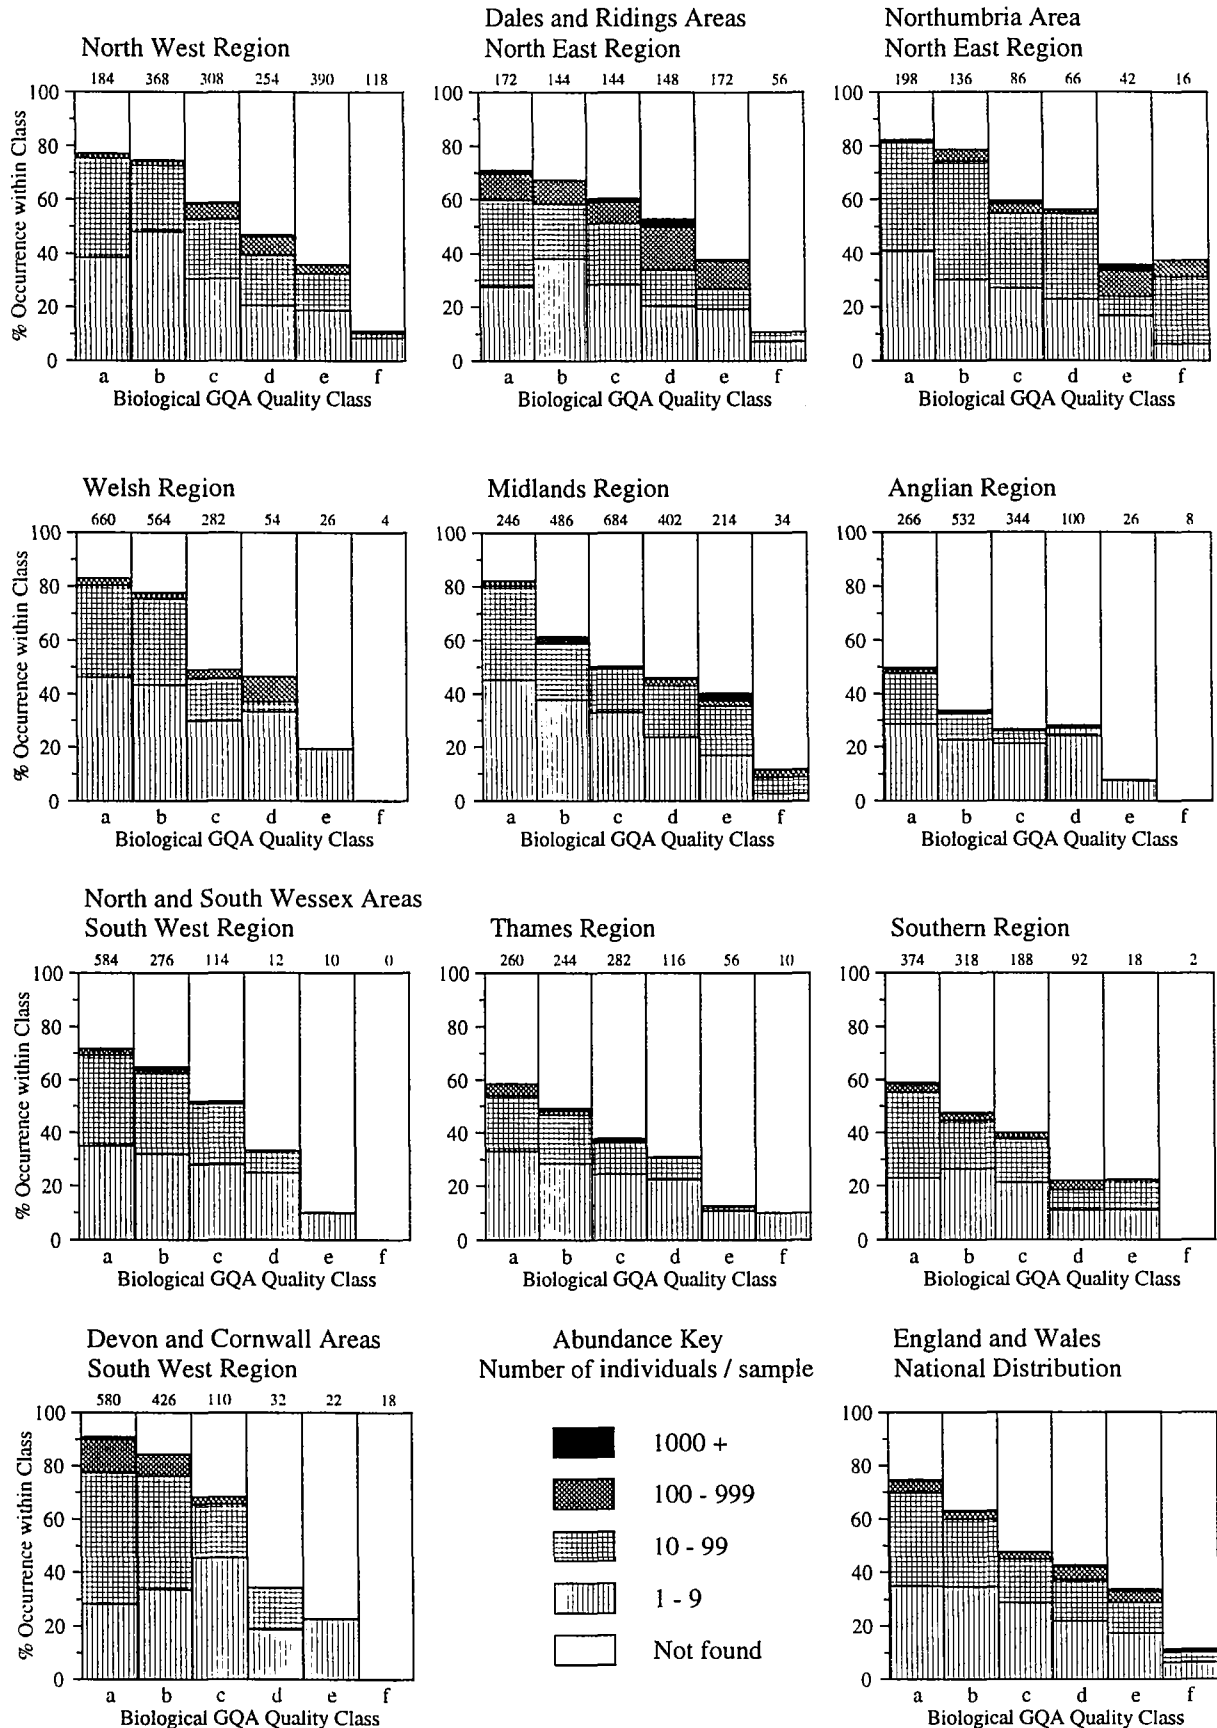 North West Region
184 368 308 254 390 118
100
80
60
40
20
0
% Occurrence within Class
a b c d e f
Biological GQA Quality Class
Dales and Ridings Areas
North East Region
172 144 144 148 172 56
100
80
60
40
20
0
a b c d e f
Biological GQA Quality Class
Northumbria Area
North East Region
198 136 86 66 42 16
100
80
60
40
20
0
a b c d e f
Biological GQA Quality Class
Welsh Region
660 564 282 54 26 4
100
80
60
40
20
0
% Occurrence within Class
a b c d e f
Biological GQA Quality Class
Midlands Region
246 486 684 402 214 34
100
80
60
40
20
0
a b c d e f
Biological GQA Quality Class
Anglian Region
266 532 344 100 26 8
100
80
60
40
20
0
a b c d e f
Biological GQA Quality Class
North and South Wessex Areas
South West Region
584 276 114 12 10 0
100
80
60
40
20
0
% Occurrence within Class
a b c d e f
Biological GQA Quality Class
Thames Region
260 244 282 116 56 10
100
80
60
40
20
0
a b c d e f
Biological GQA Quality Class
Southern Region
374 318 188 92 18 2
100
80
60
40
20
0
a b c d e f
Biological GQA Quality Class
Devon and Cornwall Areas
South West Region
580 426 110 32 22 18
100
80
60
40
20
0
% Occurrence within Class
a b c d e f
Biological GQA Quality Class
Abundance Key
Number of individuals / sample
1000 +
100 - 999
10 - 99
1 - 9
Not found
England and Wales
National Distribution
100
80
60
40
20
0
a b c d e f
Biological GQA Quality Class